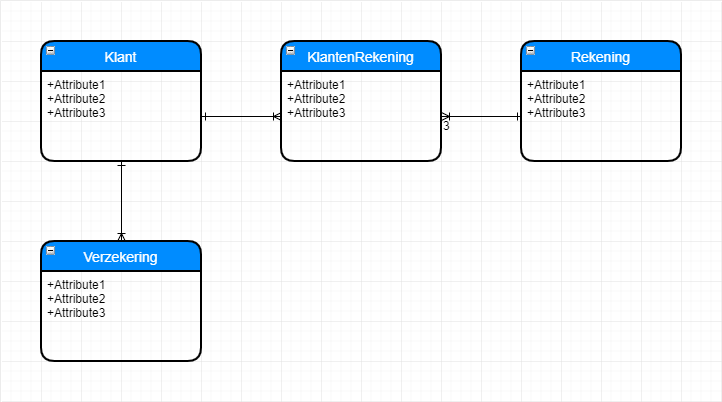 Klant
+Attribute1
+Attribute2
+Attribute3
KlantenRekening
+Attribute1
+Attribute2
+Attribute3
3
Rekening
+Attribute1
+Attribute2
+Attribute3
Verzekering
+Attribute1
+Attribute2
+Attribute3